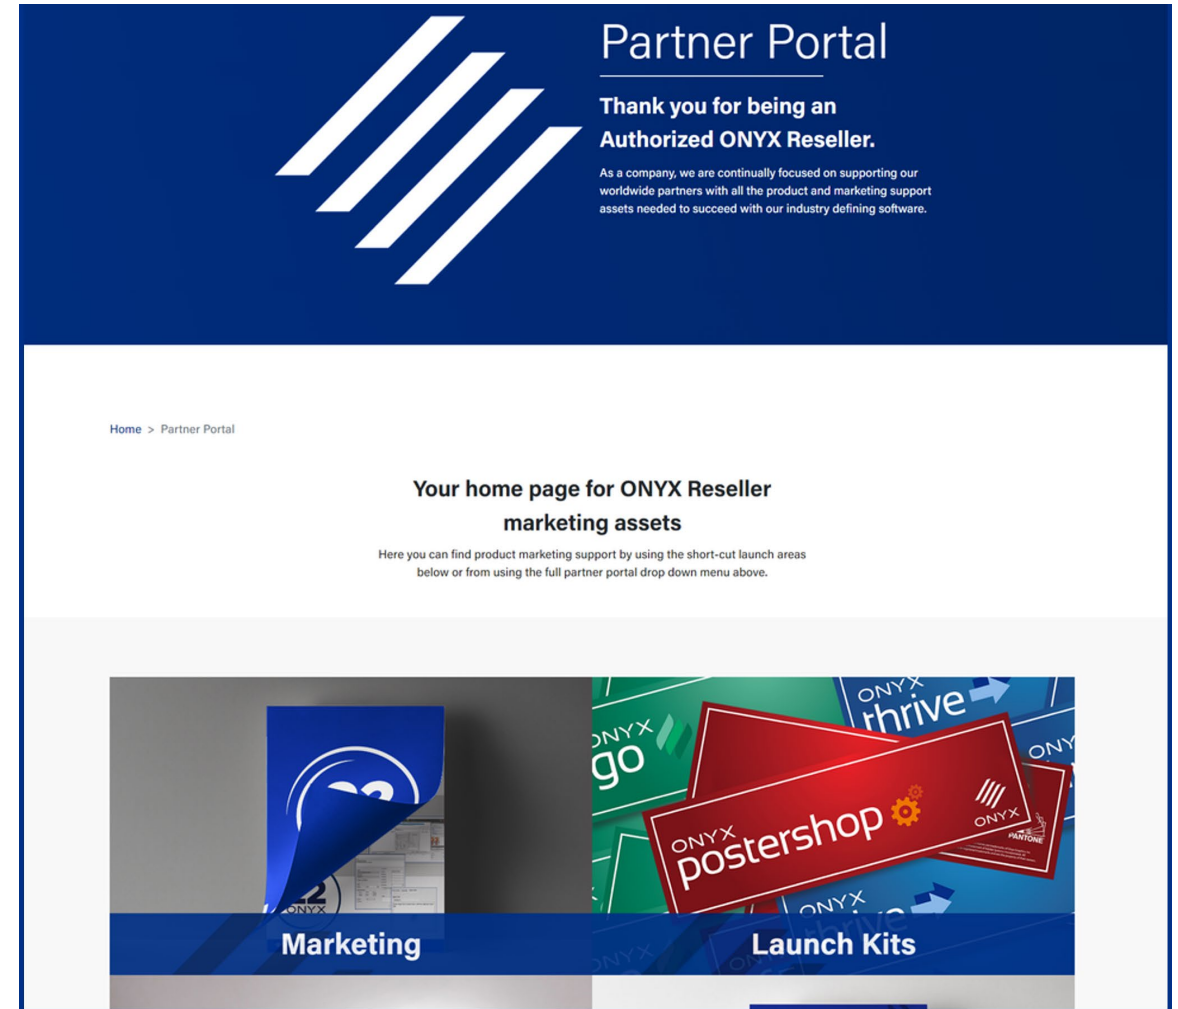 Partner Portal
Thank you for being an
Authorized ONYX Reseller.
As a company, we are continually focused on supporting our
worldwide partners with all the product and marketing support
assets needed to succeed with our industry defining software.
Home > Partner Portal
Your home page for ONYX Reseller
marketing assets
Here you can find product marketing support by using the short-cut launch areas
below or from using the full partner portal drop down menu above.
22
ONYX
Marketing
ONYX
thrive
ONYX
go
ONYX
postershop
ONYX
PANTONE
ONYX
thrive
Launch Kits